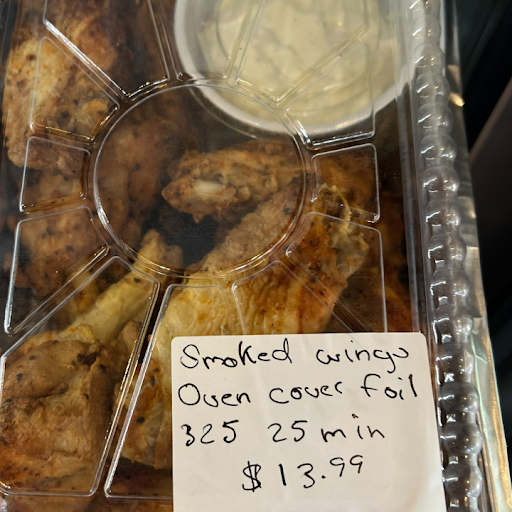 Smoked wings
Oven cover foil
325 25 min
$13.99